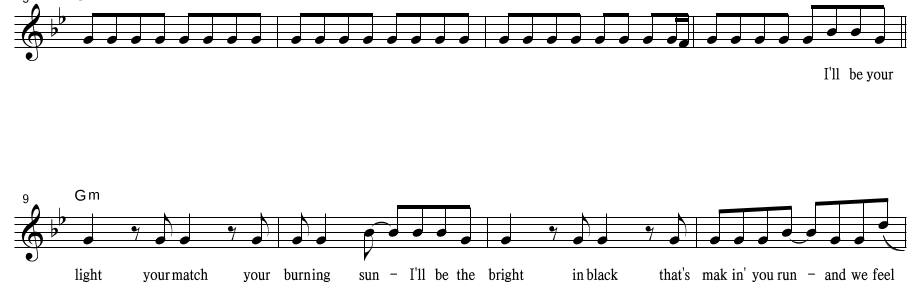 I'll be your
9 Gm
light your match your burning sun – I'll be the bright in black that's mak in' you run – and we feel